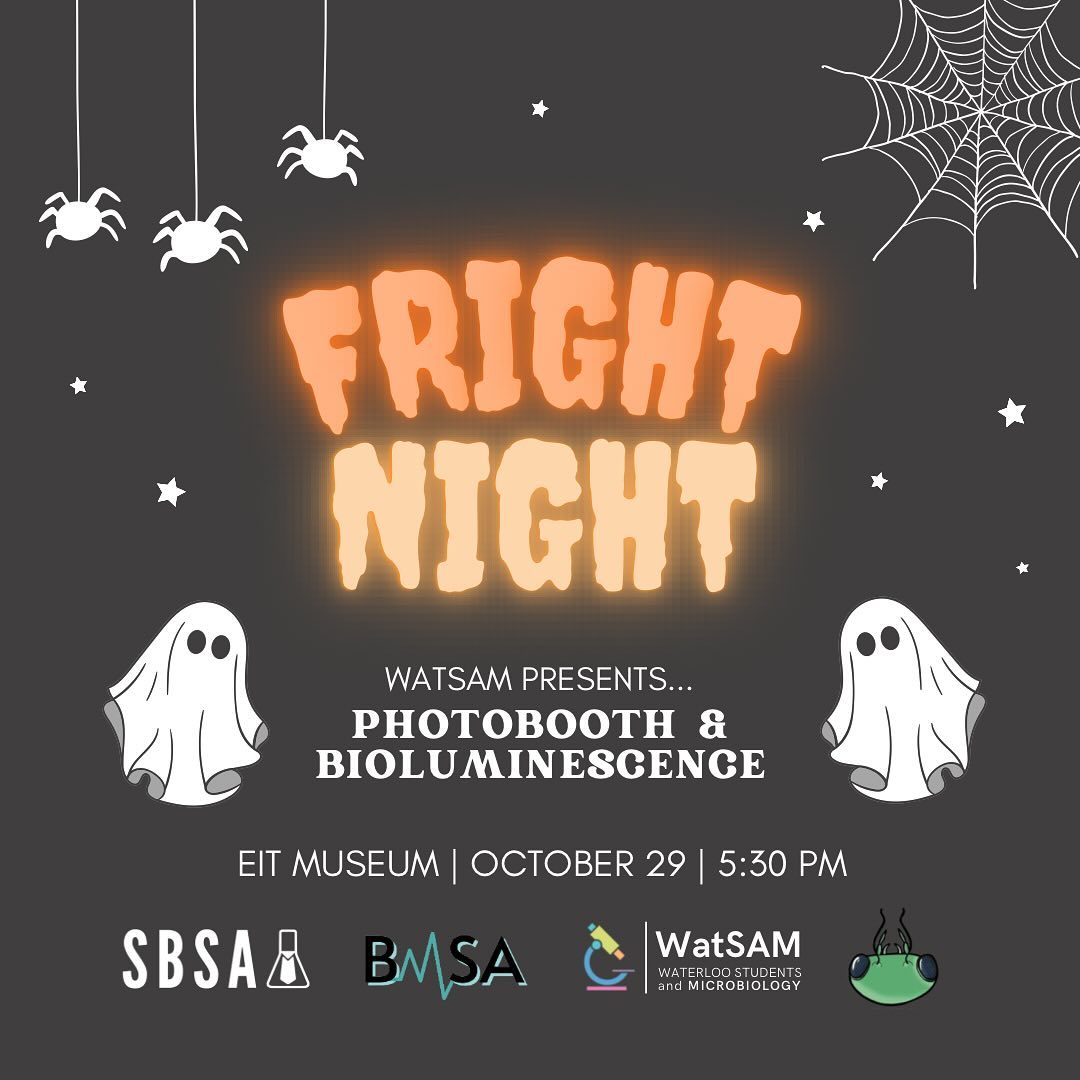 FRIGHT
NIGHT
WATSAM PRESENTS...
PHOTOBOOTH &
BIOLUMINESCENCE
EIT MUSEUM | OCTOBER 29 | 5:30 PM
SBSA
BMSA
WatSAM
WATERLOO STUDENTS
and MICROBIOLOGY